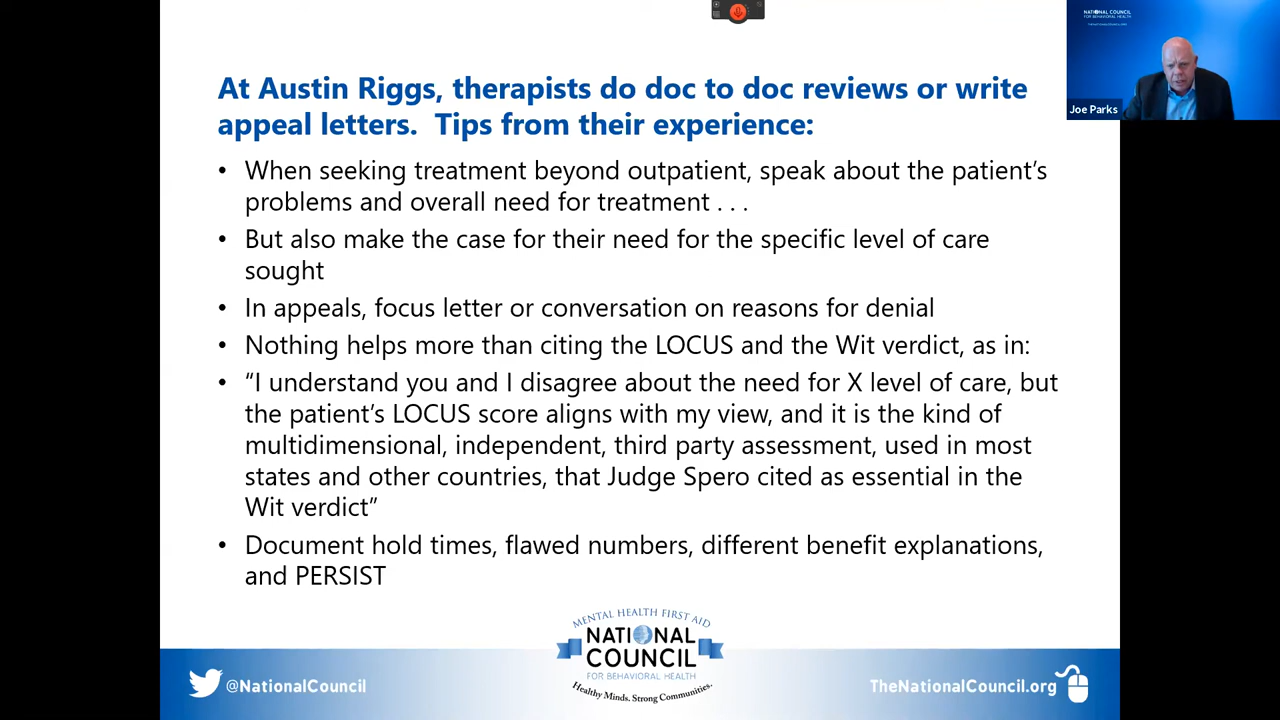 NATIONAL COUNCIL
FOR BEHAVIORAL HEALTH
Joe Parks
At Austin Riggs, therapists do doc to doc reviews or write
appeal letters.  Tips from their experience:
• When seeking treatment beyond outpatient, speak about the patient’s
problems and overall need for treatment . . .
• But also make the case for their need for the specific level of care
sought
• In appeals, focus letter or conversation on reasons for denial
• Nothing helps more than citing the LOCUS and the Wit verdict, as in:
• “I understand you and I disagree about the need for X level of care, but
the patient’s LOCUS score aligns with my view, and it is the kind of
multidimensional, independent, third party assessment, used in most
states and other countries, that Judge Spero cited as essential in the
Wit verdict”
• Document hold times, flawed numbers, different benefit explanations,
and PERSIST
MENTAL HEALTH FIRST AID
NATIONAL
COUNCIL
FOR BEHAVIORAL HEALTH
Healthy Minds. Strong Communities.
@NationalCouncil
TheNationalCouncil.org